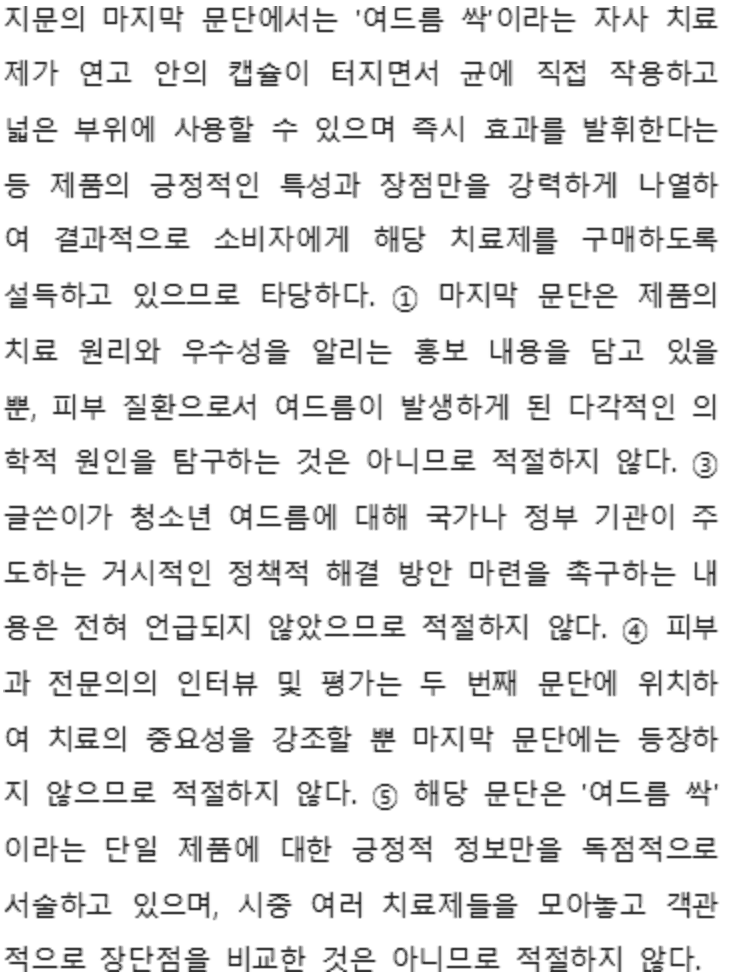 지문의 마지막 문단에서는 '여드름 싹'이라는 자사 치료
제가 연고 안의 캡슐이 터지면서 균에 직접 작용하고
넓은 부위에 사용할 수 있으며 즉시 효과를 발휘한다는
등 제품의 긍정적인 특성과 장점만을 강력하게 나열하
여 결과적으로 소비자에게 해당 치료제를 구매하도록
설득하고 있으므로 타당하다. ① 마지막 문단은 제품의
치료 원리와 우수성을 알리는 홍보 내용을 담고 있을
뿐, 피부 질환으로서 여드름이 발생하게 된 다각적인 의
학적 원인을 탐구하는 것은 아니므로 적절하지 않다. ③
글쓴이가 청소년 여드름에 대해 국가나 정부 기관이 주
도하는 거시적인 정책적 해결 방안 마련을 촉구하는 내
용은 전혀 언급되지 않았으므로 적절하지 않다. ④ 피부
과 전문의의 인터뷰 및 평가는 두 번째 문단에 위치하
여 치료의 중요성을 강조할 뿐 마지막 문단에는 등장하
지 않으므로 적절하지 않다. ⑤ 해당 문단은 '여드름 싹'
이라는 단일 제품에 대한 긍정적 정보만을 독점적으로
서술하고 있으며, 시중 여러 치료제들을 모아놓고 객관
적으로 장단점을 비교한 것은 아니므로 적절하지 않다.